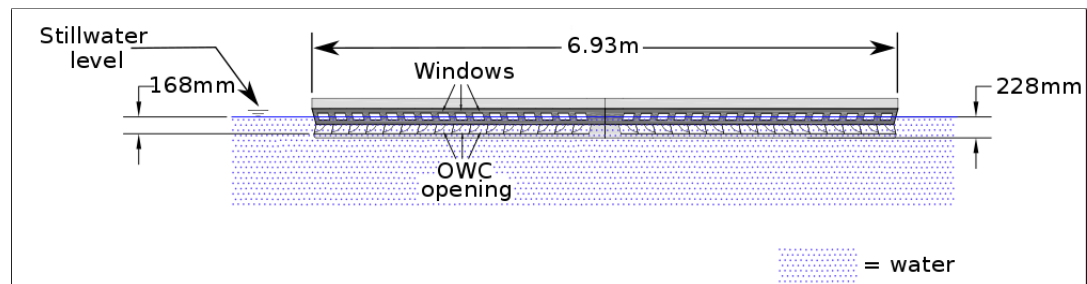 Stillwater
level
6.93m
Windows
168mm
228mm
OWC
opening
= water